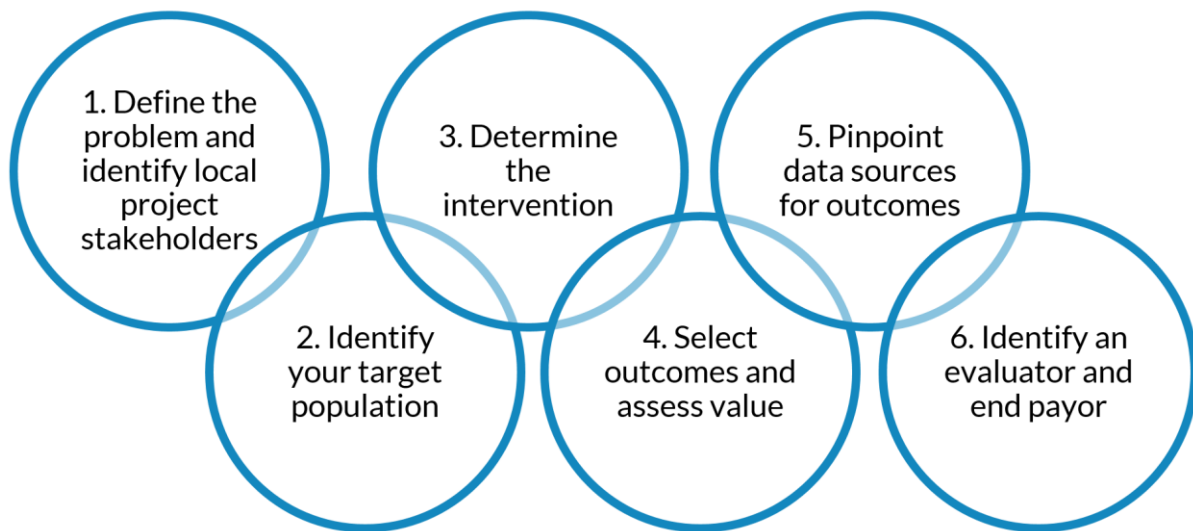 1. Define the
problem and
identify local
project
stakeholders
2. Identify
your target
population
3. Determine
the
intervention
4. Select
outcomes and
assess value
5. Pinpoint
data sources
for outcomes
6. Identify an
evaluator and
end payor